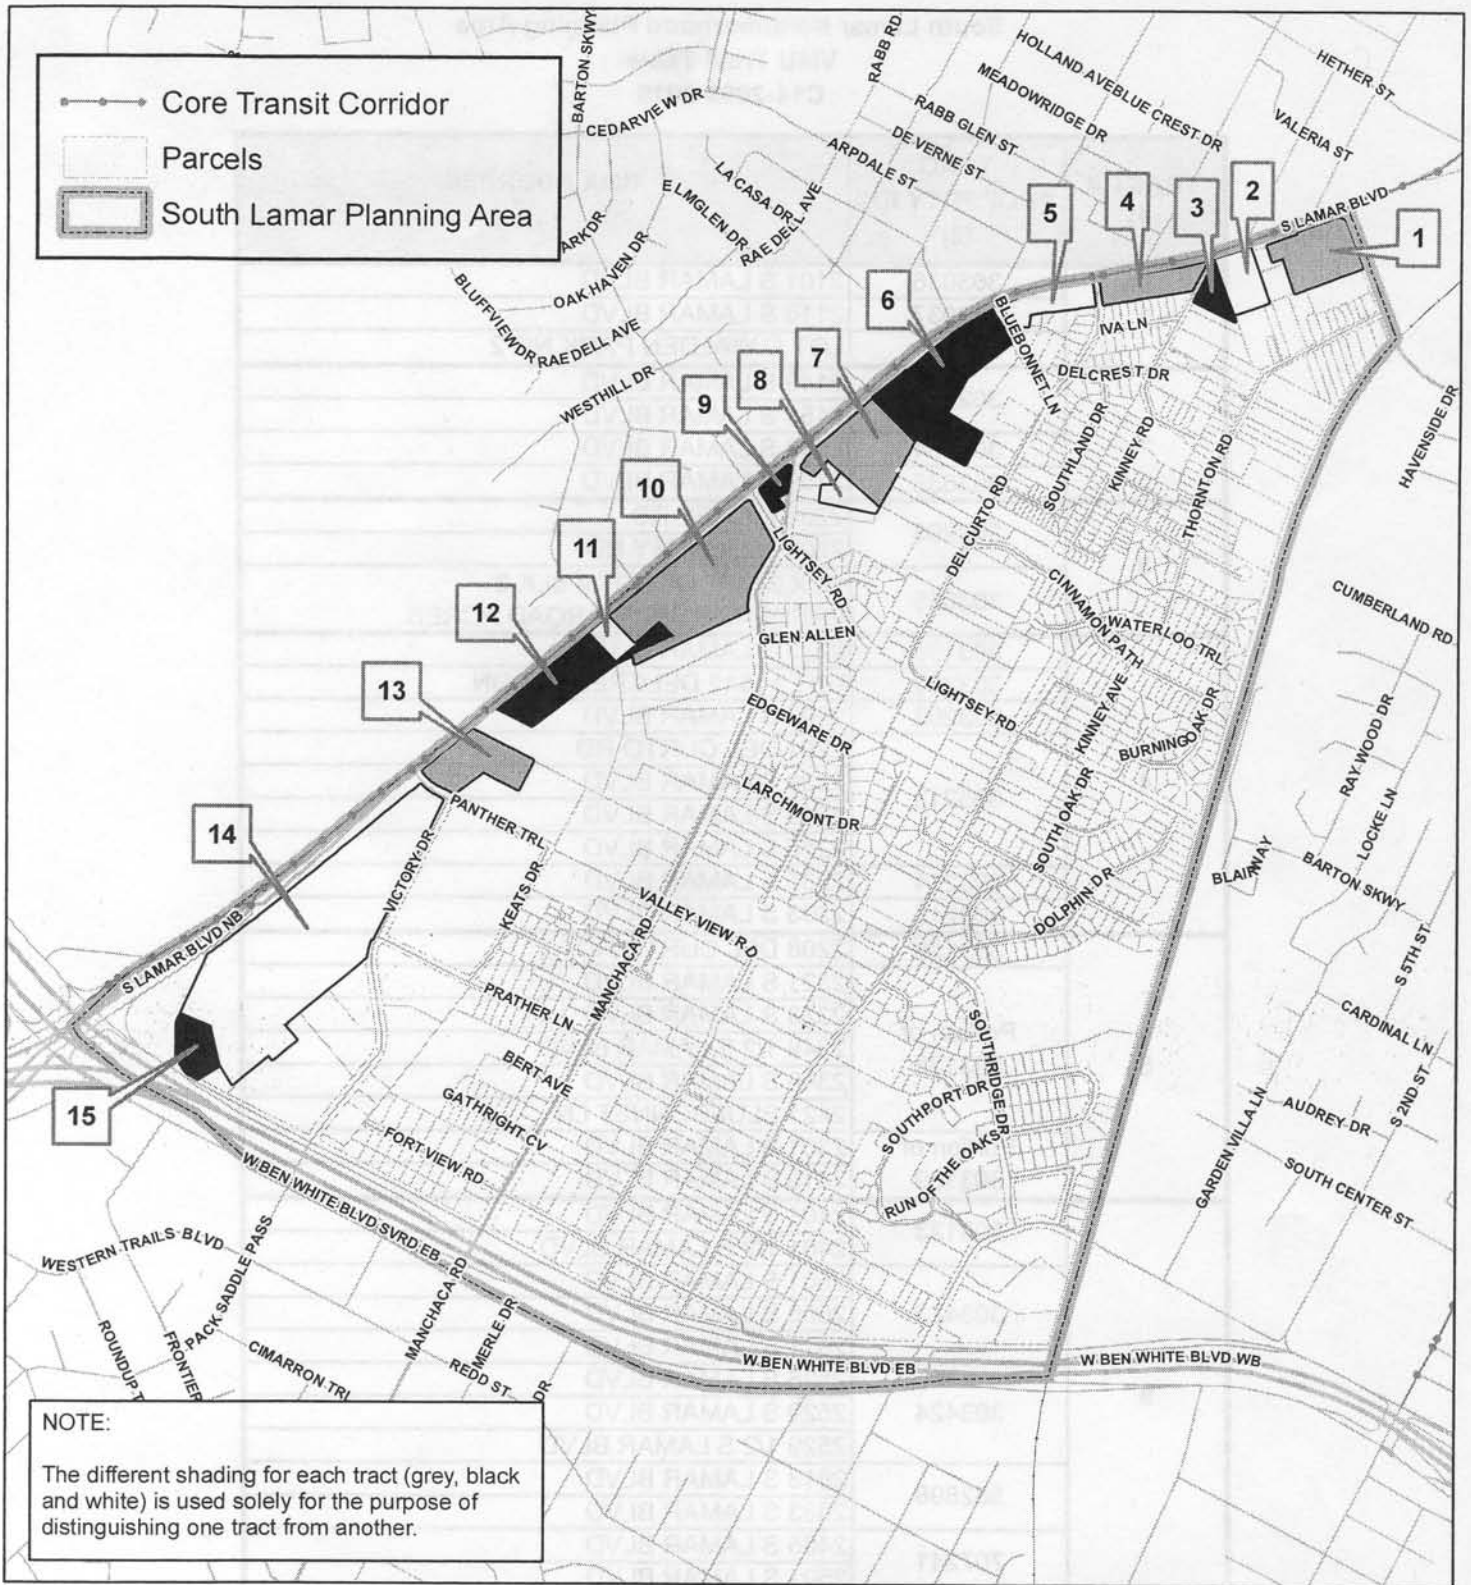 Core Transit Corridor
Parcels
South Lamar Planning Area
BARTON SKWY
CEDARVIEW DR
RABB RD
HOLLAND AVE
BLUE CREST DR
HETHER ST
MEADOWRIDGE DR
RABB GLEN ST
VALERIA ST
DE VERNE ST
ARPDALE ST
LA CASA DR
ELMGLEN DR
RAE DELL AVE
ARKDR
OAK HAVEN DR
BLUFFVIEW DR
RAE DELL AVE
WESTHILL DR
S LAMAR BLVD
1
2
3
4
5
6
7
8
9
10
11
12
13
14
15
BLUEBONNET LN
IVA LN
DELCREST DR
SOUTHLAND DR
KINNEY RD
THORNTON RD
HAVENSIDE DR
DEL CURTO RD
LIGHTSEY RD
CINNAMON PATH
WATERLOO TRL
CUMBERLAND RD
GLEN ALLEN
LIGHTSEY RD
KINNEY AVE
BURNING OAK DR
RAY WOOD DR
EDGEWARE DR
LARCHMONT DR
SOUTH OAK DR
LOCKE LN
PANTHER TRL
VICTORY DR
KEATS DR
VALLEY VIEW RD
DOLPHIN DR
BLAIRWAY
BARTON SKWY
S LAMAR BLVD NB
MANCHACA RD
S 5TH ST
PRATHER LN
BERT AVE
SOUTHRIDGE DR
CARDINAL LN
GATHRIGHT CV
SOUTHPORT DR
S 2ND ST
FORT VIEW RD
RUN OF THE OAKS
GARDEN VILLA LN
AUDREY DR
SOUTH CENTER ST
W BEN WHITE BLVD SVRD EB
WESTERN TRAILS BLVD
PACK SADDLE PASS
MANCHACA RD
REDMERLE DR
ROUNDUP T
FRONTIER
CIMARRON TRL
REDD ST
DR
W BEN WHITE BLVD EB
W BEN WHITE BLVD WB
NOTE:
The different shading for each tract (grey, black
and white) is used solely for the purpose of
distinguishing one tract from another.